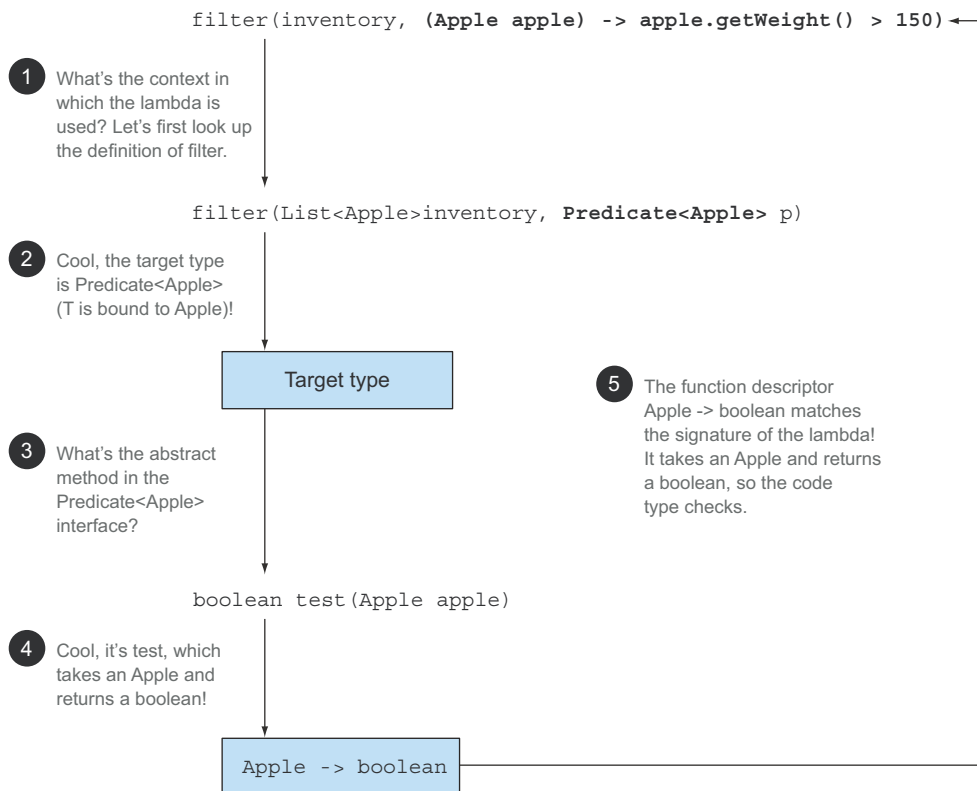 filter(inventory, (Apple apple) -> apple.getWeight() > 150)
1
What's the context in
which the lambda is
used? Let's first look up
the definition of filter.
filter(List<Apple>inventory, Predicate<Apple> p)
2
Cool, the target type
is Predicate<Apple>
(T is bound to Apple)!
Target type
3
What's the abstract
method in the
Predicate<Apple>
interface?
boolean test(Apple apple)
4
Cool, it's test, which
takes an Apple and
returns a boolean!
Apple -> boolean
5
The function descriptor
Apple -> boolean matches
the signature of the lambda!
It takes an Apple and returns
a boolean, so the code
type checks.